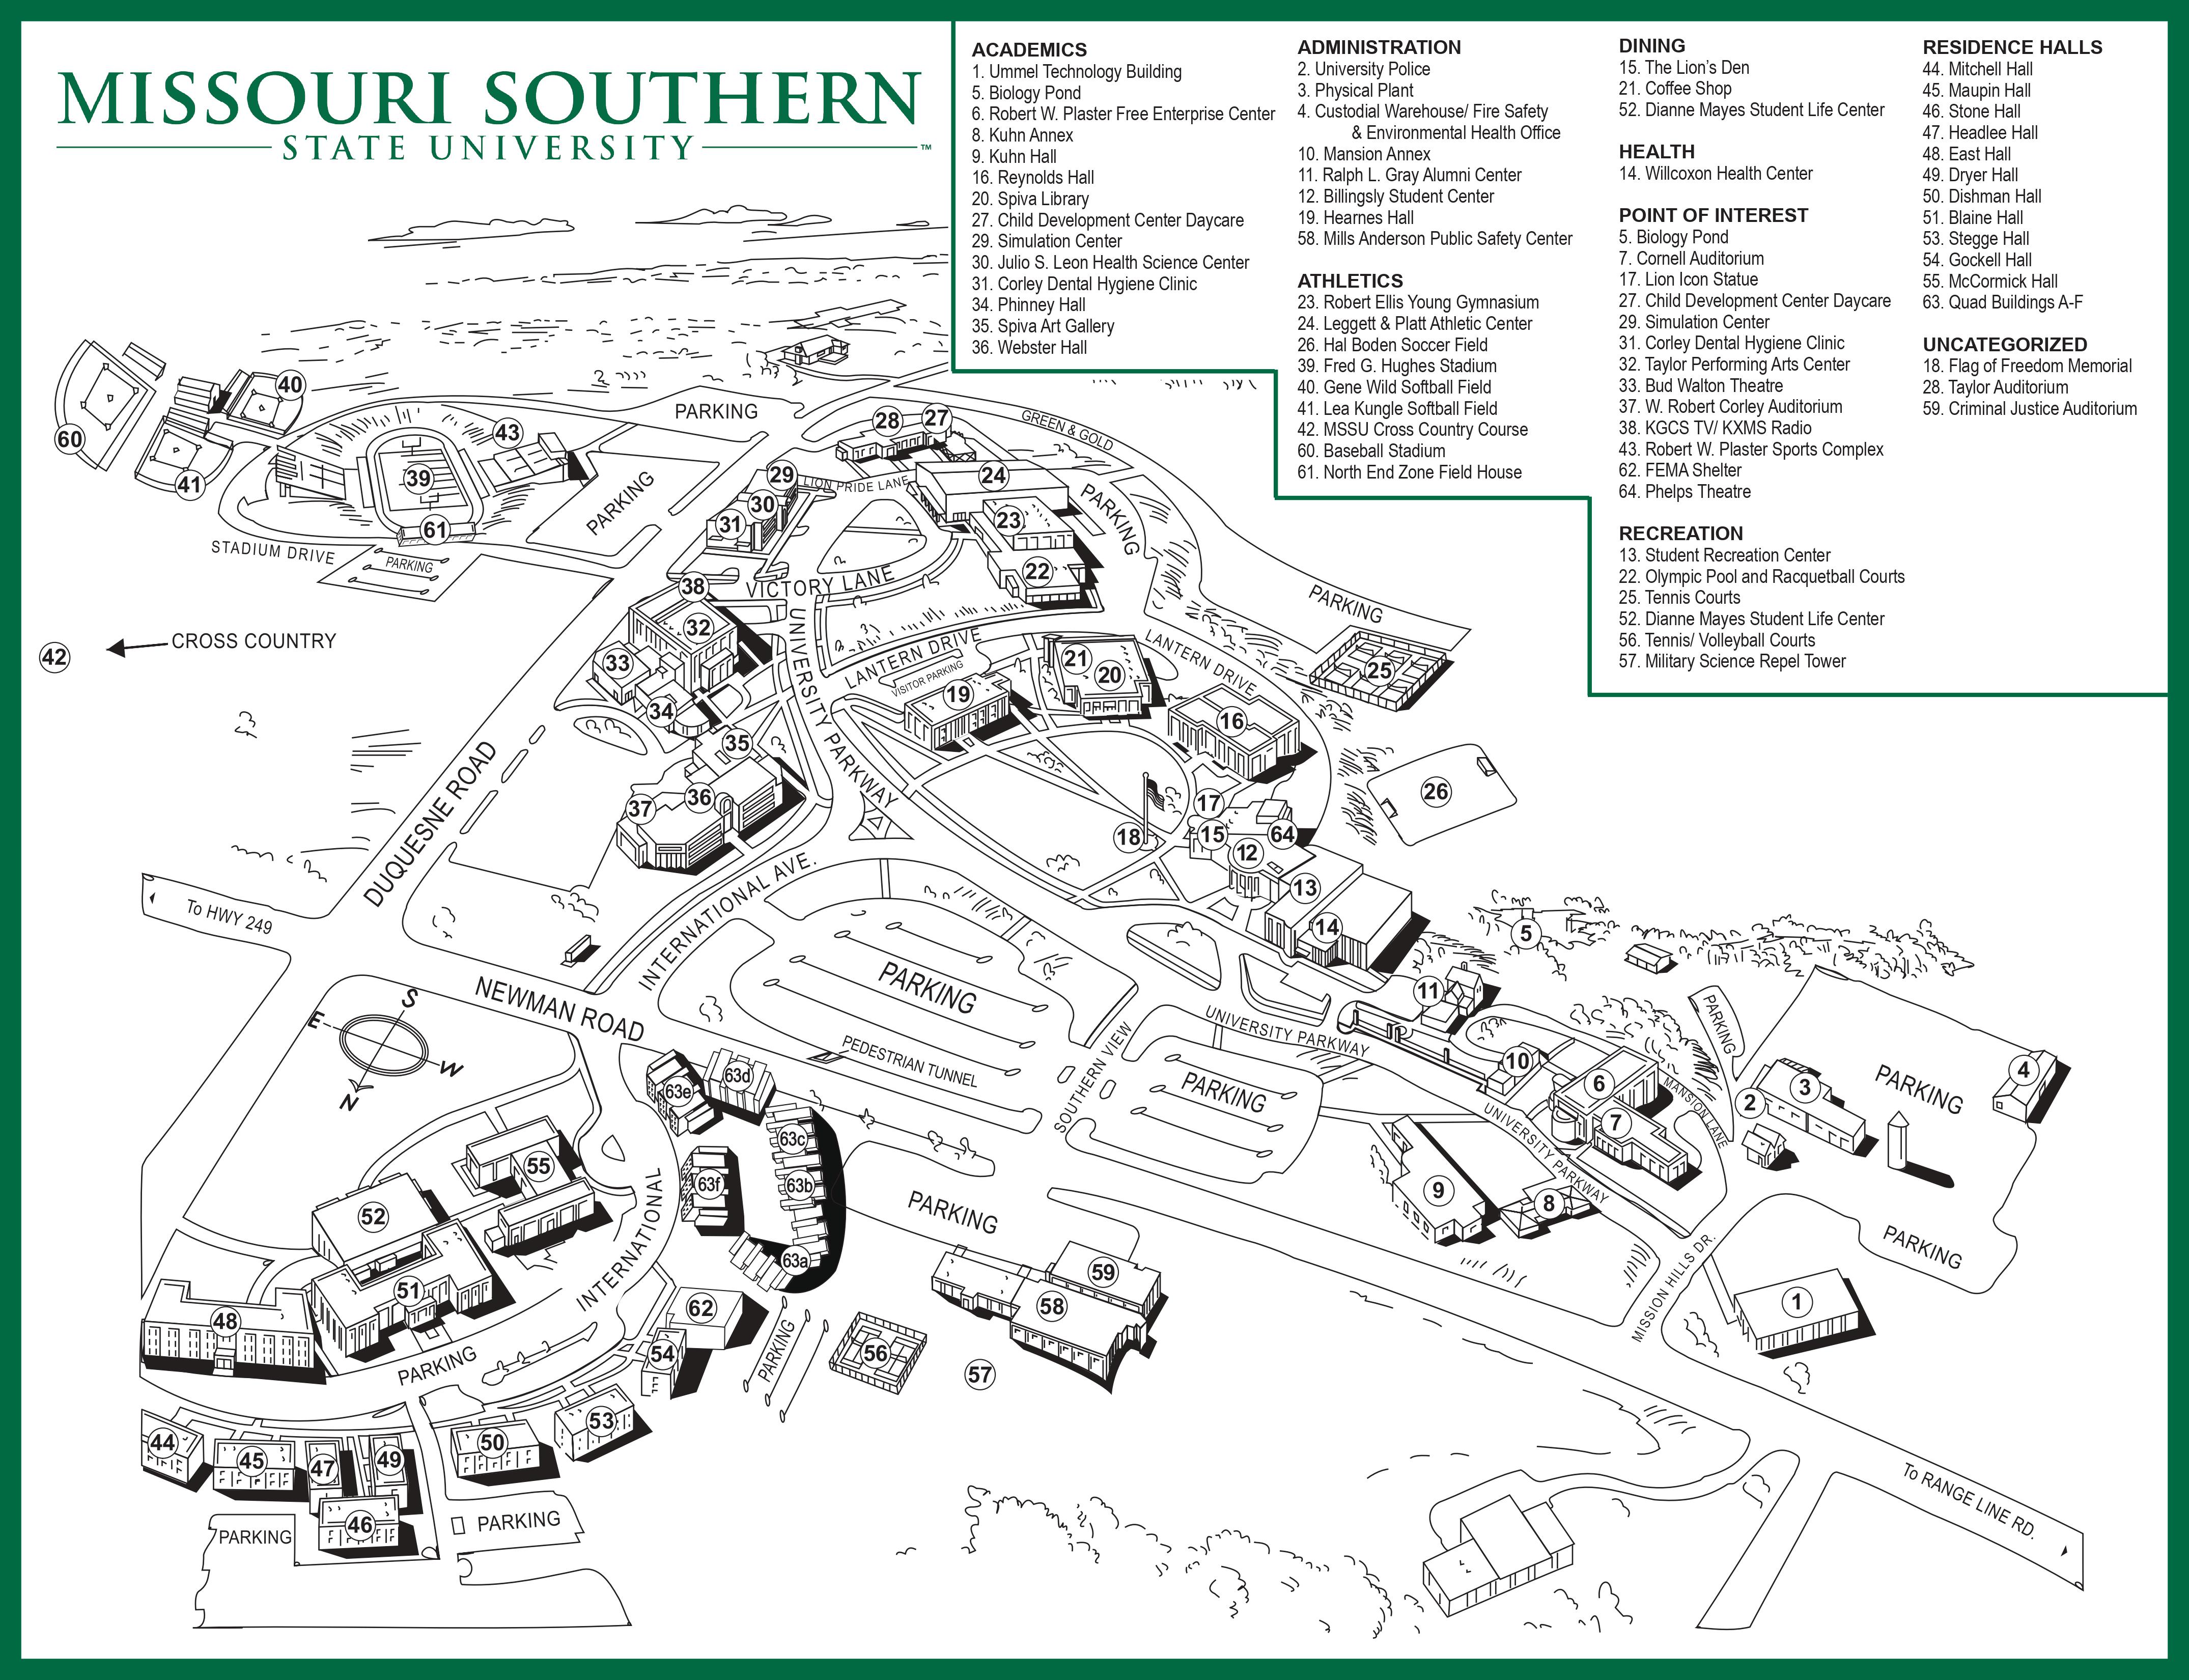 MISSOURI SOUTHERN
STATE UNIVERSITY ™
ACADEMICS
1. Ummel Technology Building
5. Biology Pond
6. Robert W. Plaster Free Enterprise Center
8. Kuhn Annex
9. Kuhn Hall
16. Reynolds Hall
20. Spiva Library
27. Child Development Center Daycare
29. Simulation Center
30. Julio S. Leon Health Science Center
31. Corley Dental Hygiene Clinic
34. Phinney Hall
35. Spiva Art Gallery
36. Webster Hall
ADMINISTRATION
2. University Police
3. Physical Plant
4. Custodial Warehouse/ Fire Safety
& Environmental Health Office
10. Mansion Annex
11. Ralph L. Gray Alumni Center
12. Billingsly Student Center
19. Hearnes Hall
58. Mills Anderson Public Safety Center
ATHLETICS
23. Robert Ellis Young Gymnasium
24. Leggett & Platt Athletic Center
26. Hal Boden Soccer Field
39. Fred G. Hughes Stadium
40. Gene Wild Softball Field
41. Lea Kungle Softball Field
42. MSSU Cross Country Course
60. Baseball Stadium
61. North End Zone Field House
DINING
15. The Lion's Den
21. Coffee Shop
52. Dianne Mayes Student Life Center
HEALTH
14. Willcoxon Health Center
POINT OF INTEREST
5. Biology Pond
7. Cornell Auditorium
17. Lion Icon Statue
27. Child Development Center Daycare
29. Simulation Center
31. Corley Dental Hygiene Clinic
32. Taylor Performing Arts Center
33. Bud Walton Theatre
37. W. Robert Corley Auditorium
38. KGCS TV/ KXMS Radio
43. Robert W. Plaster Sports Complex
62. FEMA Shelter
64. Phelps Theatre
RECREATION
13. Student Recreation Center
22. Olympic Pool and Racquetball Courts
25. Tennis Courts
52. Dianne Mayes Student Life Center
56. Tennis/ Volleyball Courts
57. Military Science Repel Tower
RESIDENCE HALLS
44. Mitchell Hall
45. Maupin Hall
46. Stone Hall
47. Headlee Hall
48. East Hall
49. Dryer Hall
50. Dishman Hall
51. Blaine Hall
53. Stegge Hall
54. Gockell Hall
55. McCormick Hall
63. Quad Buildings A-F
UNCATEGORIZED
18. Flag of Freedom Memorial
28. Taylor Auditorium
59. Criminal Justice Auditorium
40
60
41
39
43
61
PARKING
PARKING
STADIUM DRIVE
PARKING
28
27
GREEN & GOLD
29
LION PRIDE LANE
24
30
31
23
PARKING
22
VICTORY LANE
38
32
33
34
UNIVERSITY PARKWAY
LANTERN DRIVE
VISITOR PARKING
19
21
20
LANTERN DRIVE
PARKING
25
16
42
CROSS COUNTRY
35
36
37
26
17
18
15
64
12
13
14
5
DUQUESNE ROAD
To HWY 249
INTERNATIONAL AVE.
NEWMAN ROAD
PARKING
PEDESTRIAN TUNNEL
SOUTHERN VIEW
UNIVERSITY PARKWAY
PARKING
11
10
6
7
MANSION LANE
PARKING
2
3
4
PARKING
UNIVERSITY PARKWAY
9
8
PARKING
MISSION HILLS DR.
1
S
E
W
N
63e
63d
63c
63f
63b
63a
PARKING
55
52
51
48
INTERNATIONAL
PARKING
62
54
PARKING
56
57
58
59
53
50
44
45
47
49
46
PARKING
PARKING
To RANGE LINE RD.